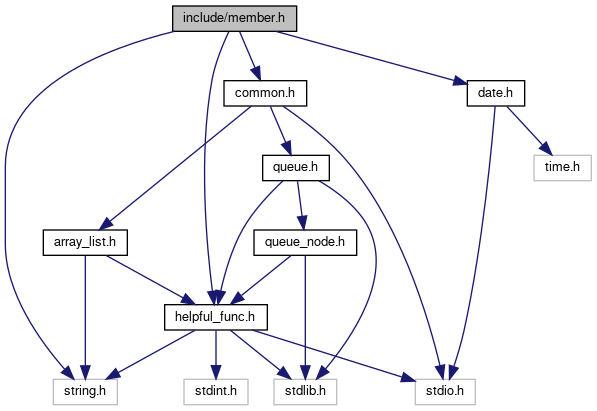 include/member.h
common.h
date.h
queue.h
time.h
array_list.h
queue_node.h
helpful_func.h
string.h
stdint.h
stdlib.h
stdio.h